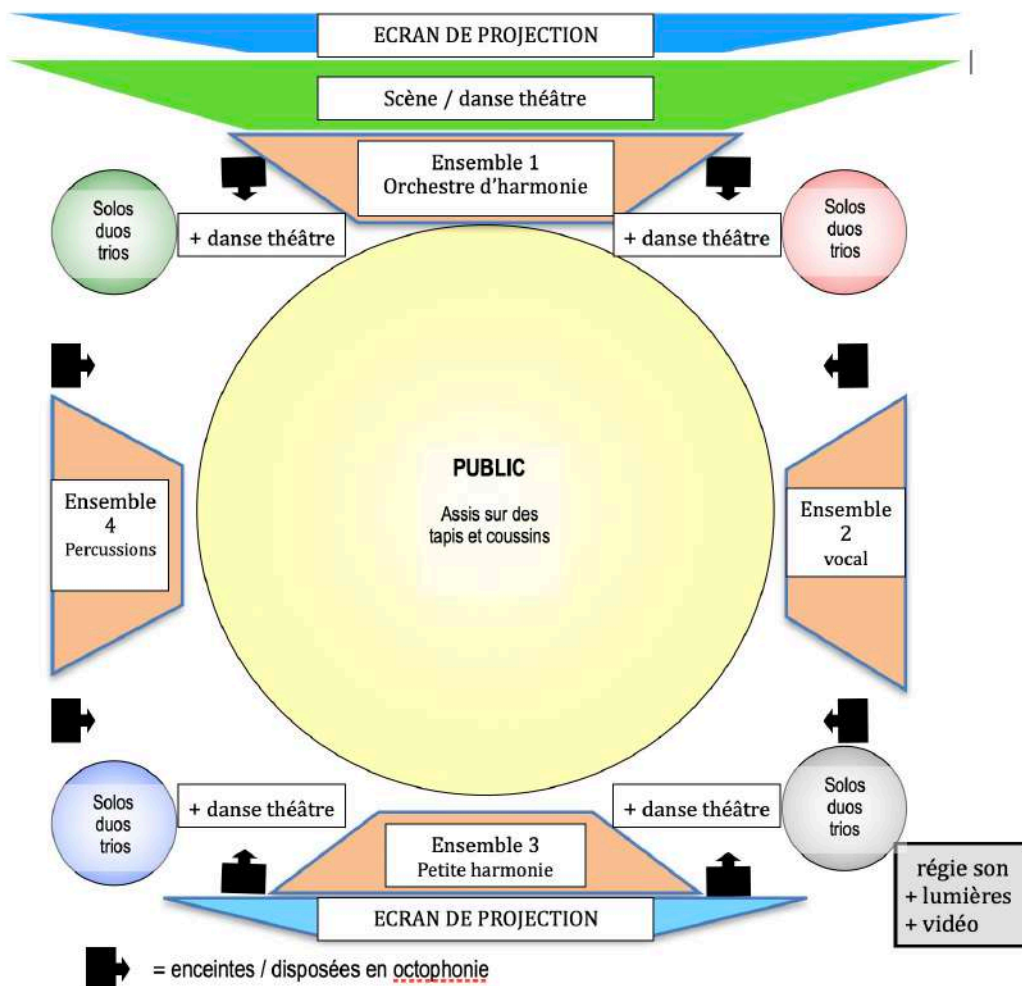 ECRAN DE PROJECTION
Scène / danse théâtre
Ensemble 1
Orchestre d'harmonie
Solos
duos
trios
+ danse théâtre
+ danse théâtre
Solos
duos
trios
Ensemble
4
Percussions
PUBLIC
Assis sur des
tapis et coussins
Ensemble
2
vocal
Solos
duos
trios
+ danse théâtre
+ danse théâtre
Solos
duos
trios
Ensemble 3
Petite harmonie
régie son
+ lumières
+ vidéo
ECRAN DE PROJECTION
= enceintes / disposées en octophonie